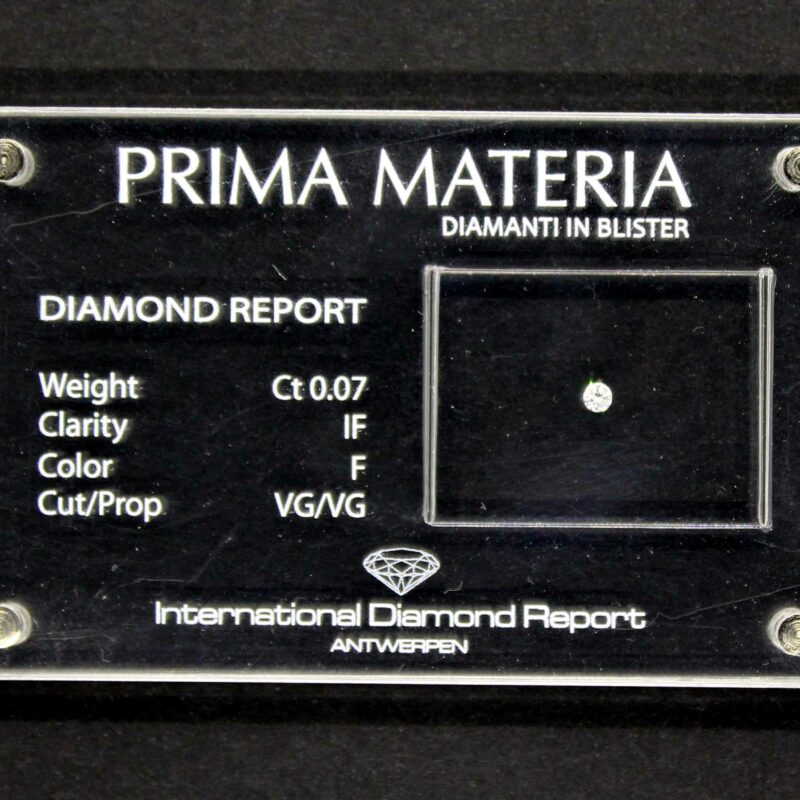 PRIMA MATERIA
DIAMANTI IN BLISTER
DIAMOND REPORT
Weight Ct 0.07
Clarity IF
Color F
Cut/Prop VG/VG
International Diamond Report
ANTWERPEN